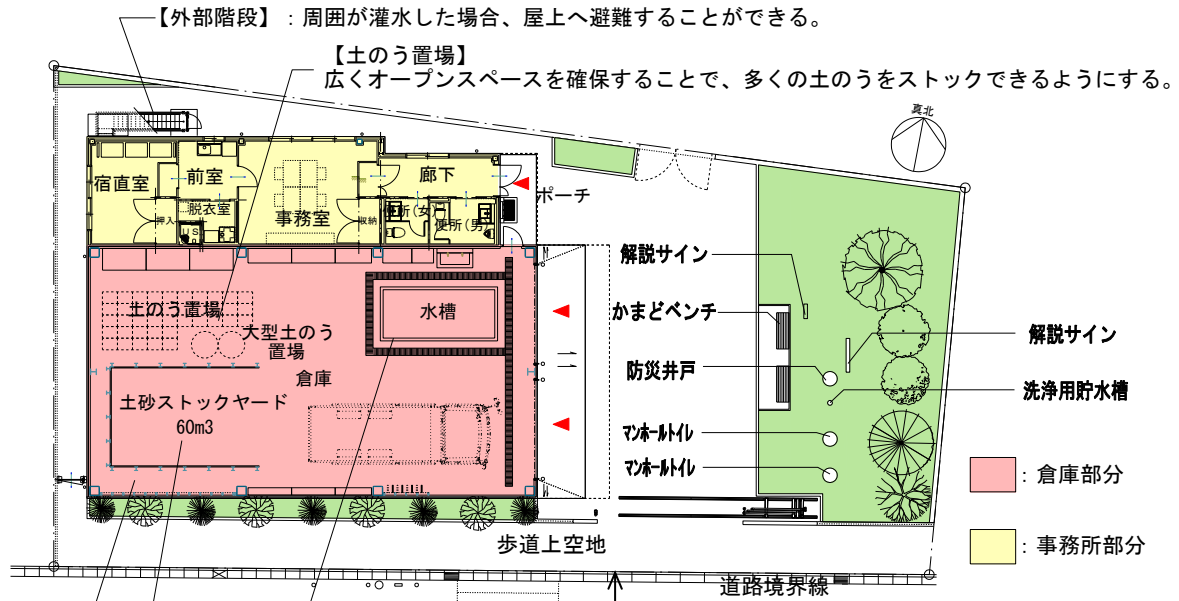 【外部階段】：周囲が灌水した場合、屋上へ避難することができる。
【土のう置場】
広くオープンスペースを確保することで、多くの土のうをストックできるようにする。
真北
宿直室
前室
廊下
ポーチ
脱衣室
押入
US
事務室
収納
便所(女)
便所(男)
解説サイン
土のう置場
大型土のう
置場
水槽
かまどベンチ
解説サイン
倉庫
防災井戸
洗浄用貯水槽
土砂ストックヤード
60m3
マンホールトイレ
マンホールトイレ
：倉庫部分
歩道上空地
：事務所部分
道路境界線